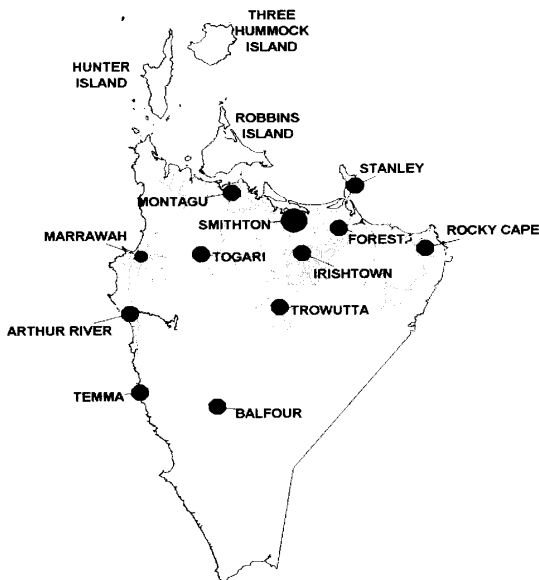 THREE
HUMMOCK
ISLAND
HUNTER
ISLAND
ROBBINS
ISLAND
STANLEY
MONTAGU
SMITHTON
FOREST
ROCKY CAPE
MARRAWAH
TOGARI
IRISHTOWN
TROWUTTA
ARTHUR RIVER
TEMMA
BALFOUR